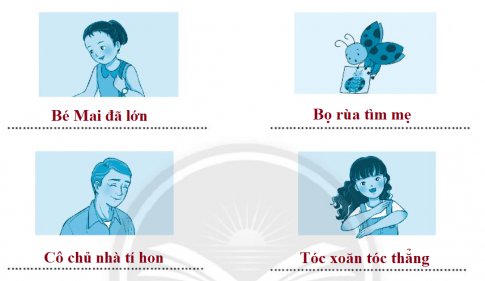 Bé Mai đã lớn
Bọ rùa tìm mẹ
Cô chủ nhà tí hon
Tóc xoăn tóc thẳng